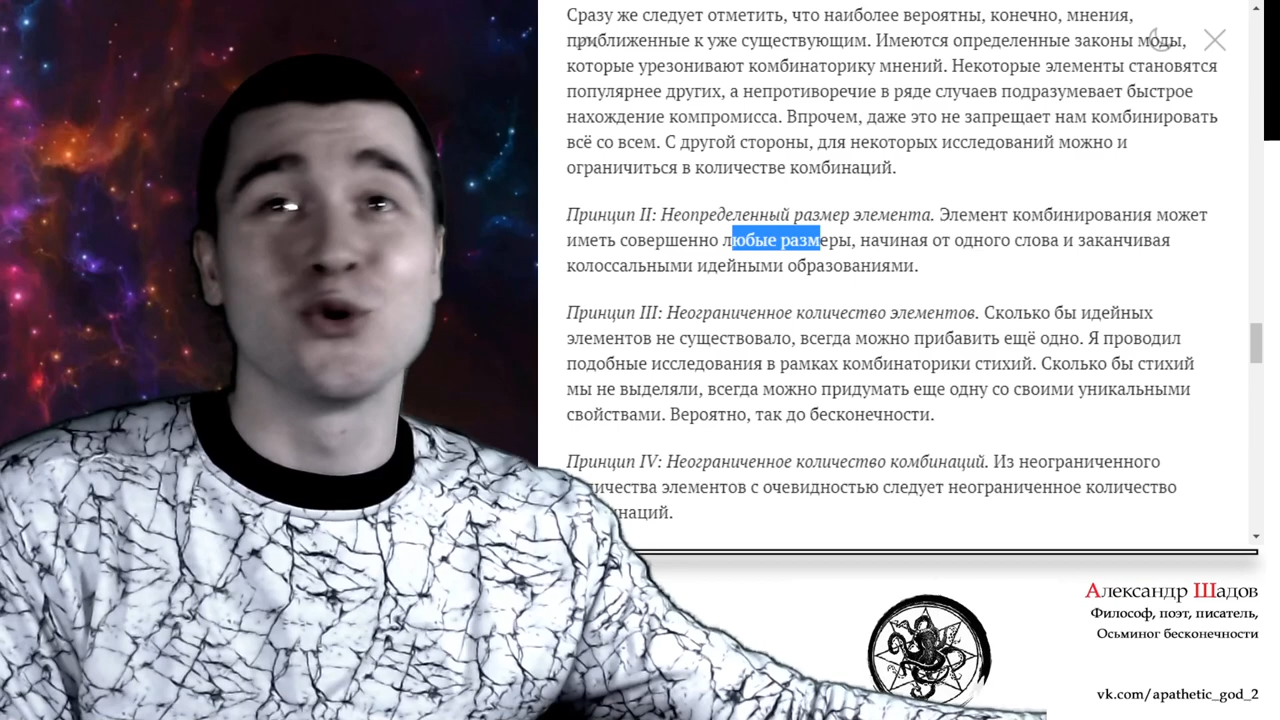 Сразу же следует отметить, что наиболее вероятны, конечно, мнения,
приближенные к уже существующим. Имеются определенные законы моды,
которые урезонивают комбинаторику мнений. Некоторые элементы становятся
популярнее других, а непротиворечие в ряде случаев подразумевает быстрое
нахождение компромисса. Впрочем, даже это не запрещает нам комбинировать
всё со всем. С другой стороны, для некоторых исследований можно и
ограничиться в количестве комбинаций.
Принцип II: Неопределенный размер элемента. Элемент комбинирования может
иметь совершенно любые размеры, начиная от одного слова и заканчивая
колоссальными идейными образованиями.
Принцип III: Неограниченное количество элементов. Сколько бы идейных
элементов не существовало, всегда можно прибавить ещё одно. Я проводил
подобные исследования в рамках комбинаторики стихий. Сколько бы стихий
мы не выделяли, всегда можно придумать еще одну со своими уникальными
свойствами. Вероятно, так до бесконечности.
Принцип IV: Неограниченное количество комбинаций. Из неограниченного
личества элементов с очевидностью следует неограниченное количество
наций.
Александр Шадов
Философ, поэт, писатель,
Осьминог бесконечности
vk.com/apathetic_god_2